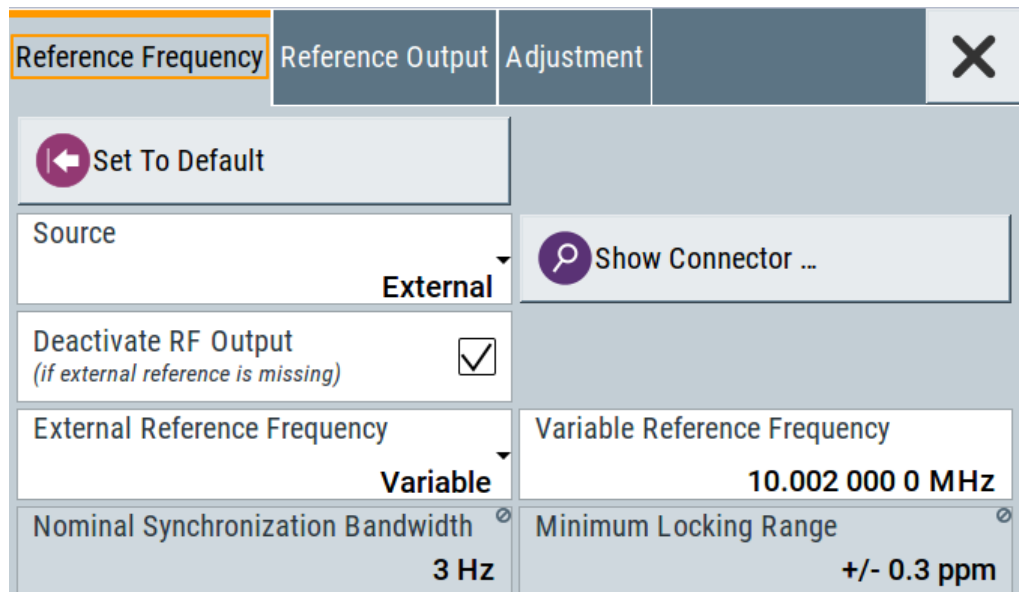 Reference Frequency Reference Output Adjustment
Set To Default
Source
External
Show Connector ...
Deactivate RF Output
(if external reference is missing)
External Reference Frequency
Variable
Variable Reference Frequency
10.002 000 0 MHz
Nominal Synchronization Bandwidth
3 Hz
Minimum Locking Range
+/- 0.3 ppm